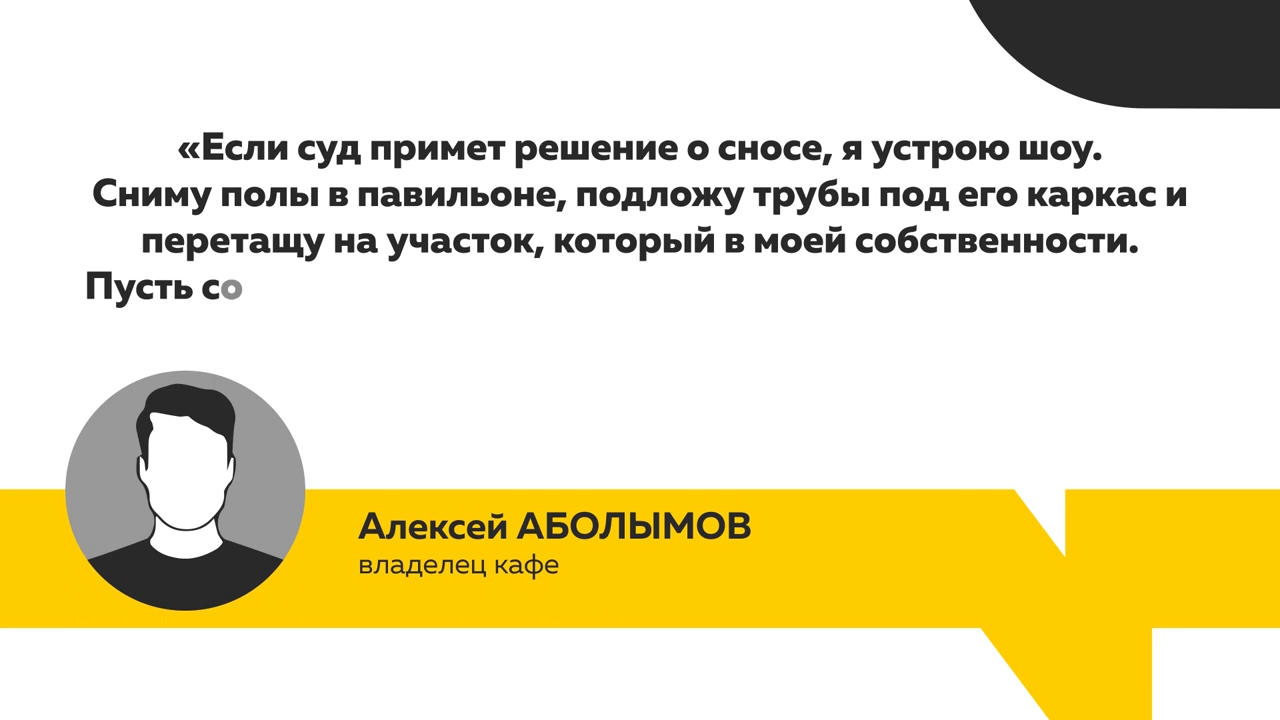 «Если суд примет решение о сносе, я устрою шоу.
Сниму полы в павильоне, подложу трубы под его каркас и
перетащу на участок, который в моей собственности.
Пусть со
Алексей АБОЛЫМОВ
владелец кафе